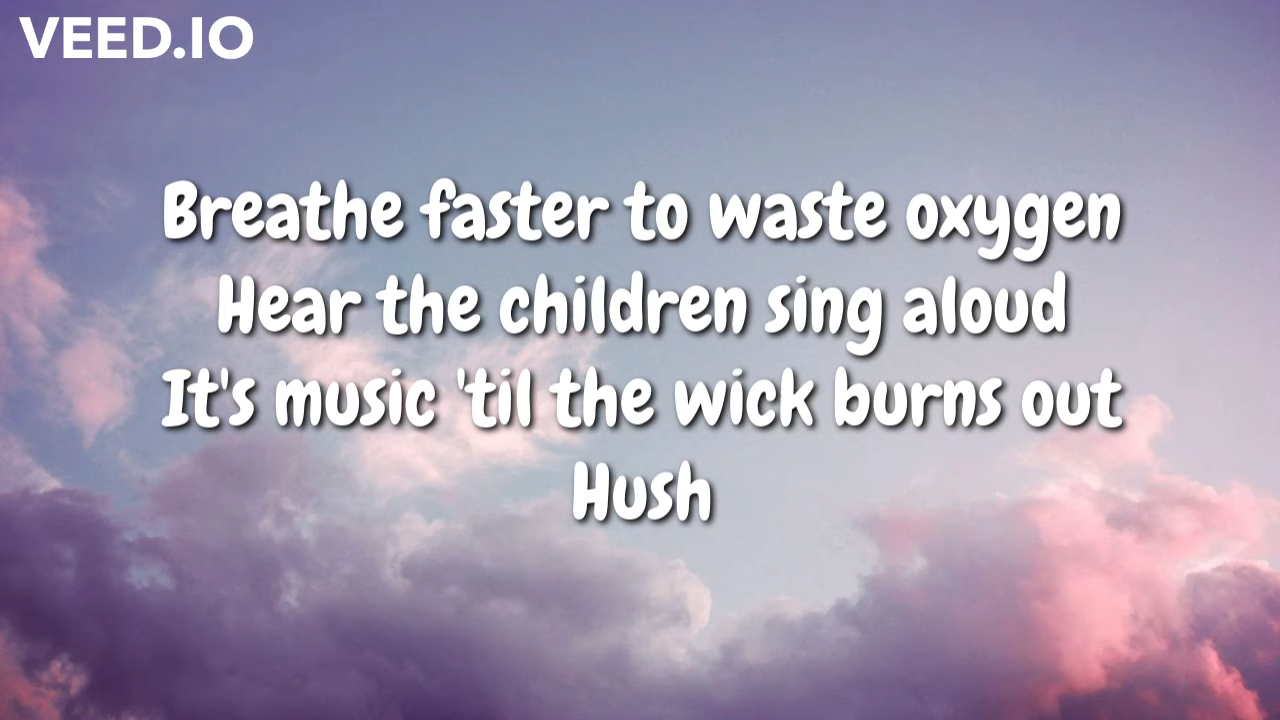 VEED.IO
Breathe faster to waste oxygen
Hear the children sing aloud
It's music 'til the wick burns out
Hush